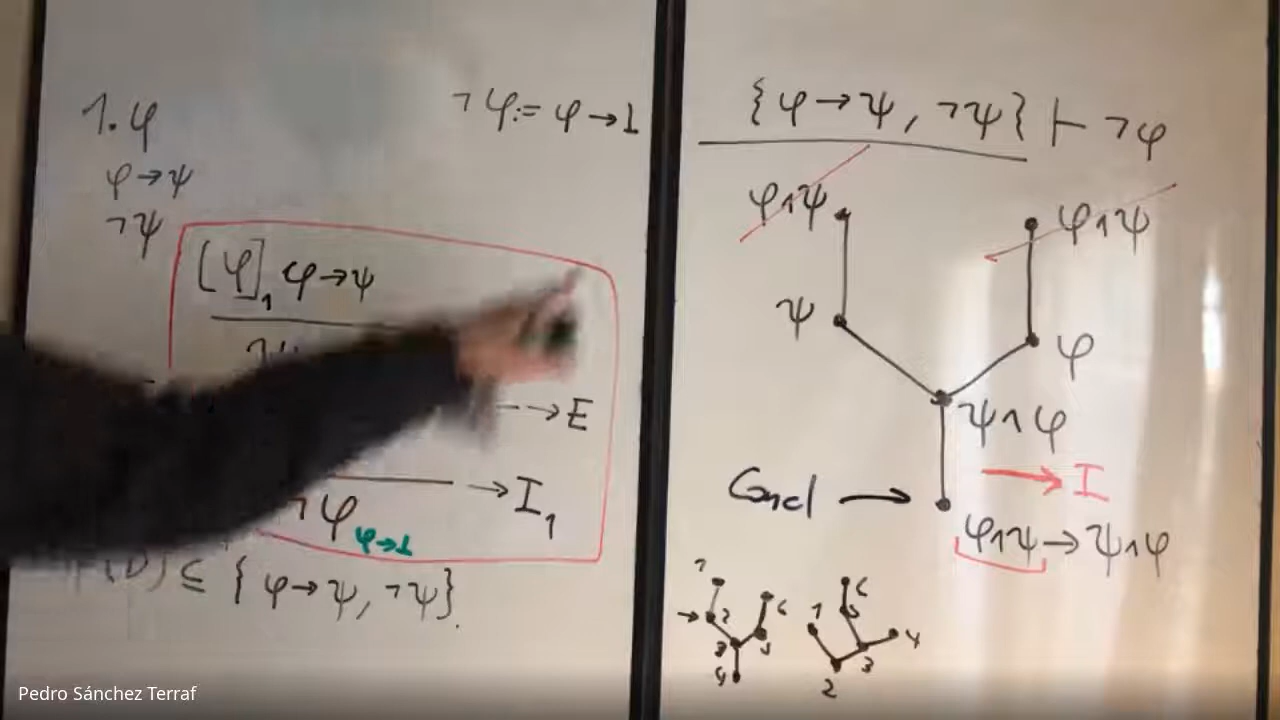 1. φ
φ → ψ
¬ψ
¬φ := φ → ⊥
[φ]₁ φ → ψ
→ E
→ I₁
¬φ
φ→⊥
⊆ { φ → ψ, ¬ψ }.
{ φ → ψ, ¬ψ } ⊢ ¬φ
φ∧ψ
φ∧ψ
ψ
φ
ψ∧φ
→ I
Concl →
φ∧ψ → ψ∧φ
Pedro Sánchez Terraf